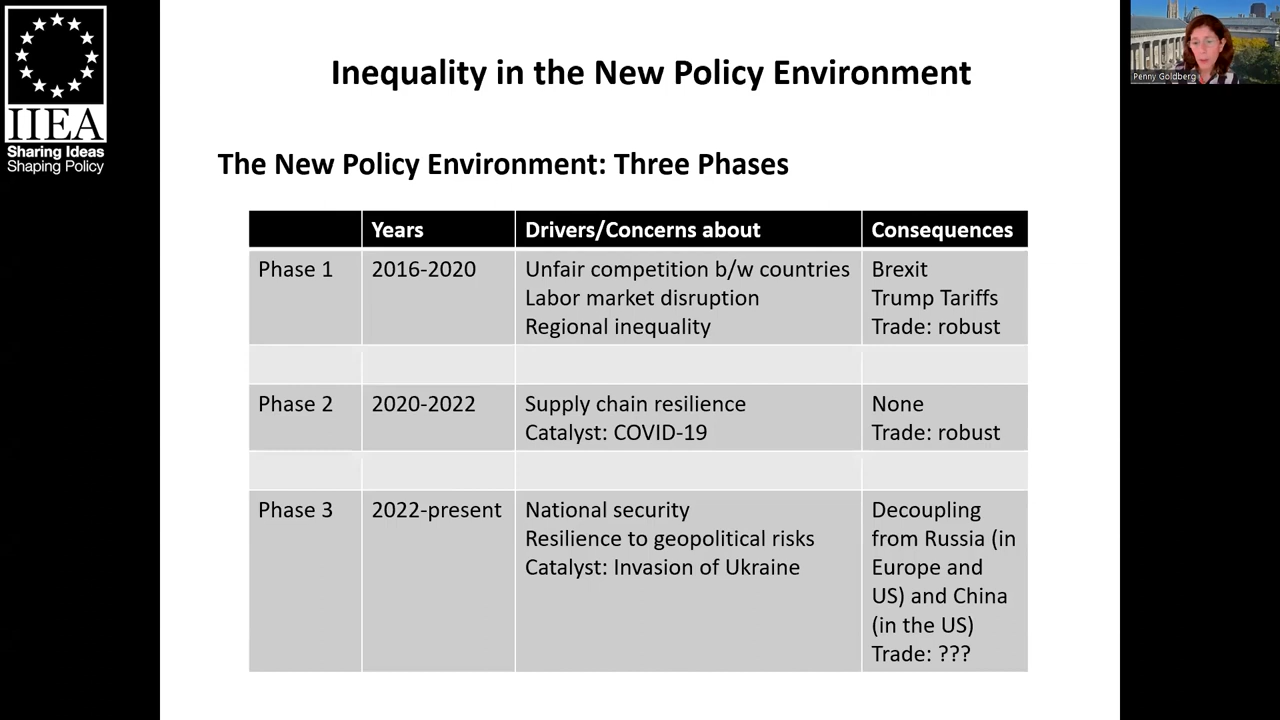 IIEA
Sharing Ideas
Shaping Policy
Penny Goldberg
Inequality in the New Policy Environment
The New Policy Environment: Three Phases
Years
Drivers/Concerns about
Consequences
Phase 1
2016-2020
Unfair competition b/w countries
Labor market disruption
Regional inequality
Brexit
Trump Tariffs
Trade: robust
Phase 2
2020-2022
Supply chain resilience
Catalyst: COVID-19
None
Trade: robust
Phase 3
2022-present
National security
Resilience to geopolitical risks
Catalyst: Invasion of Ukraine
Decoupling
from Russia (in
Europe and
US) and China
(in the US)
Trade: ???